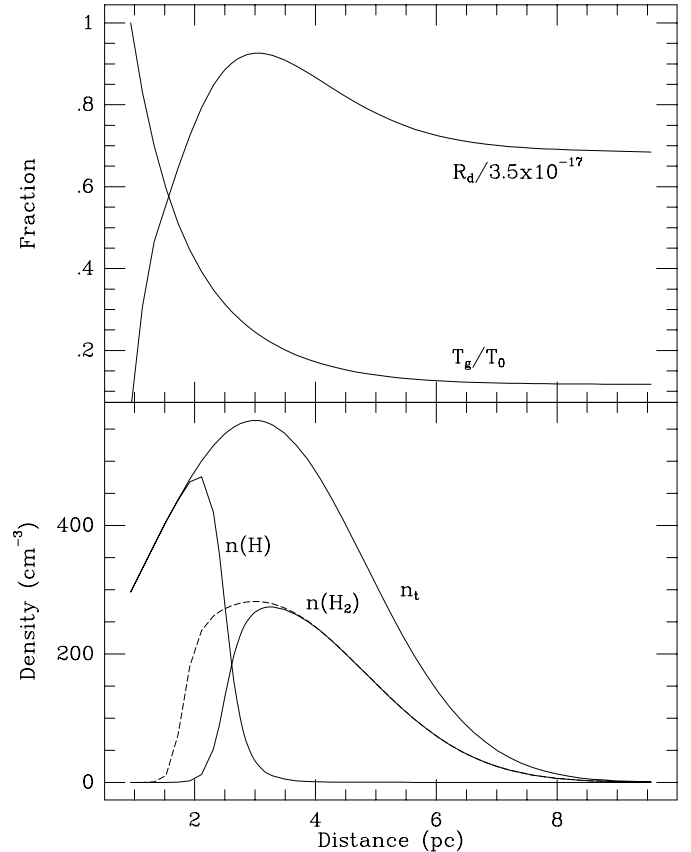 1
.8
.6
.4
.2
Fraction
R_d/3.5x10^{-17}
T_g/T_0
400
200
0
Density (cm^{-3})
n(H)
n(H_2)
n_t
2 4 6 8
Distance (pc)